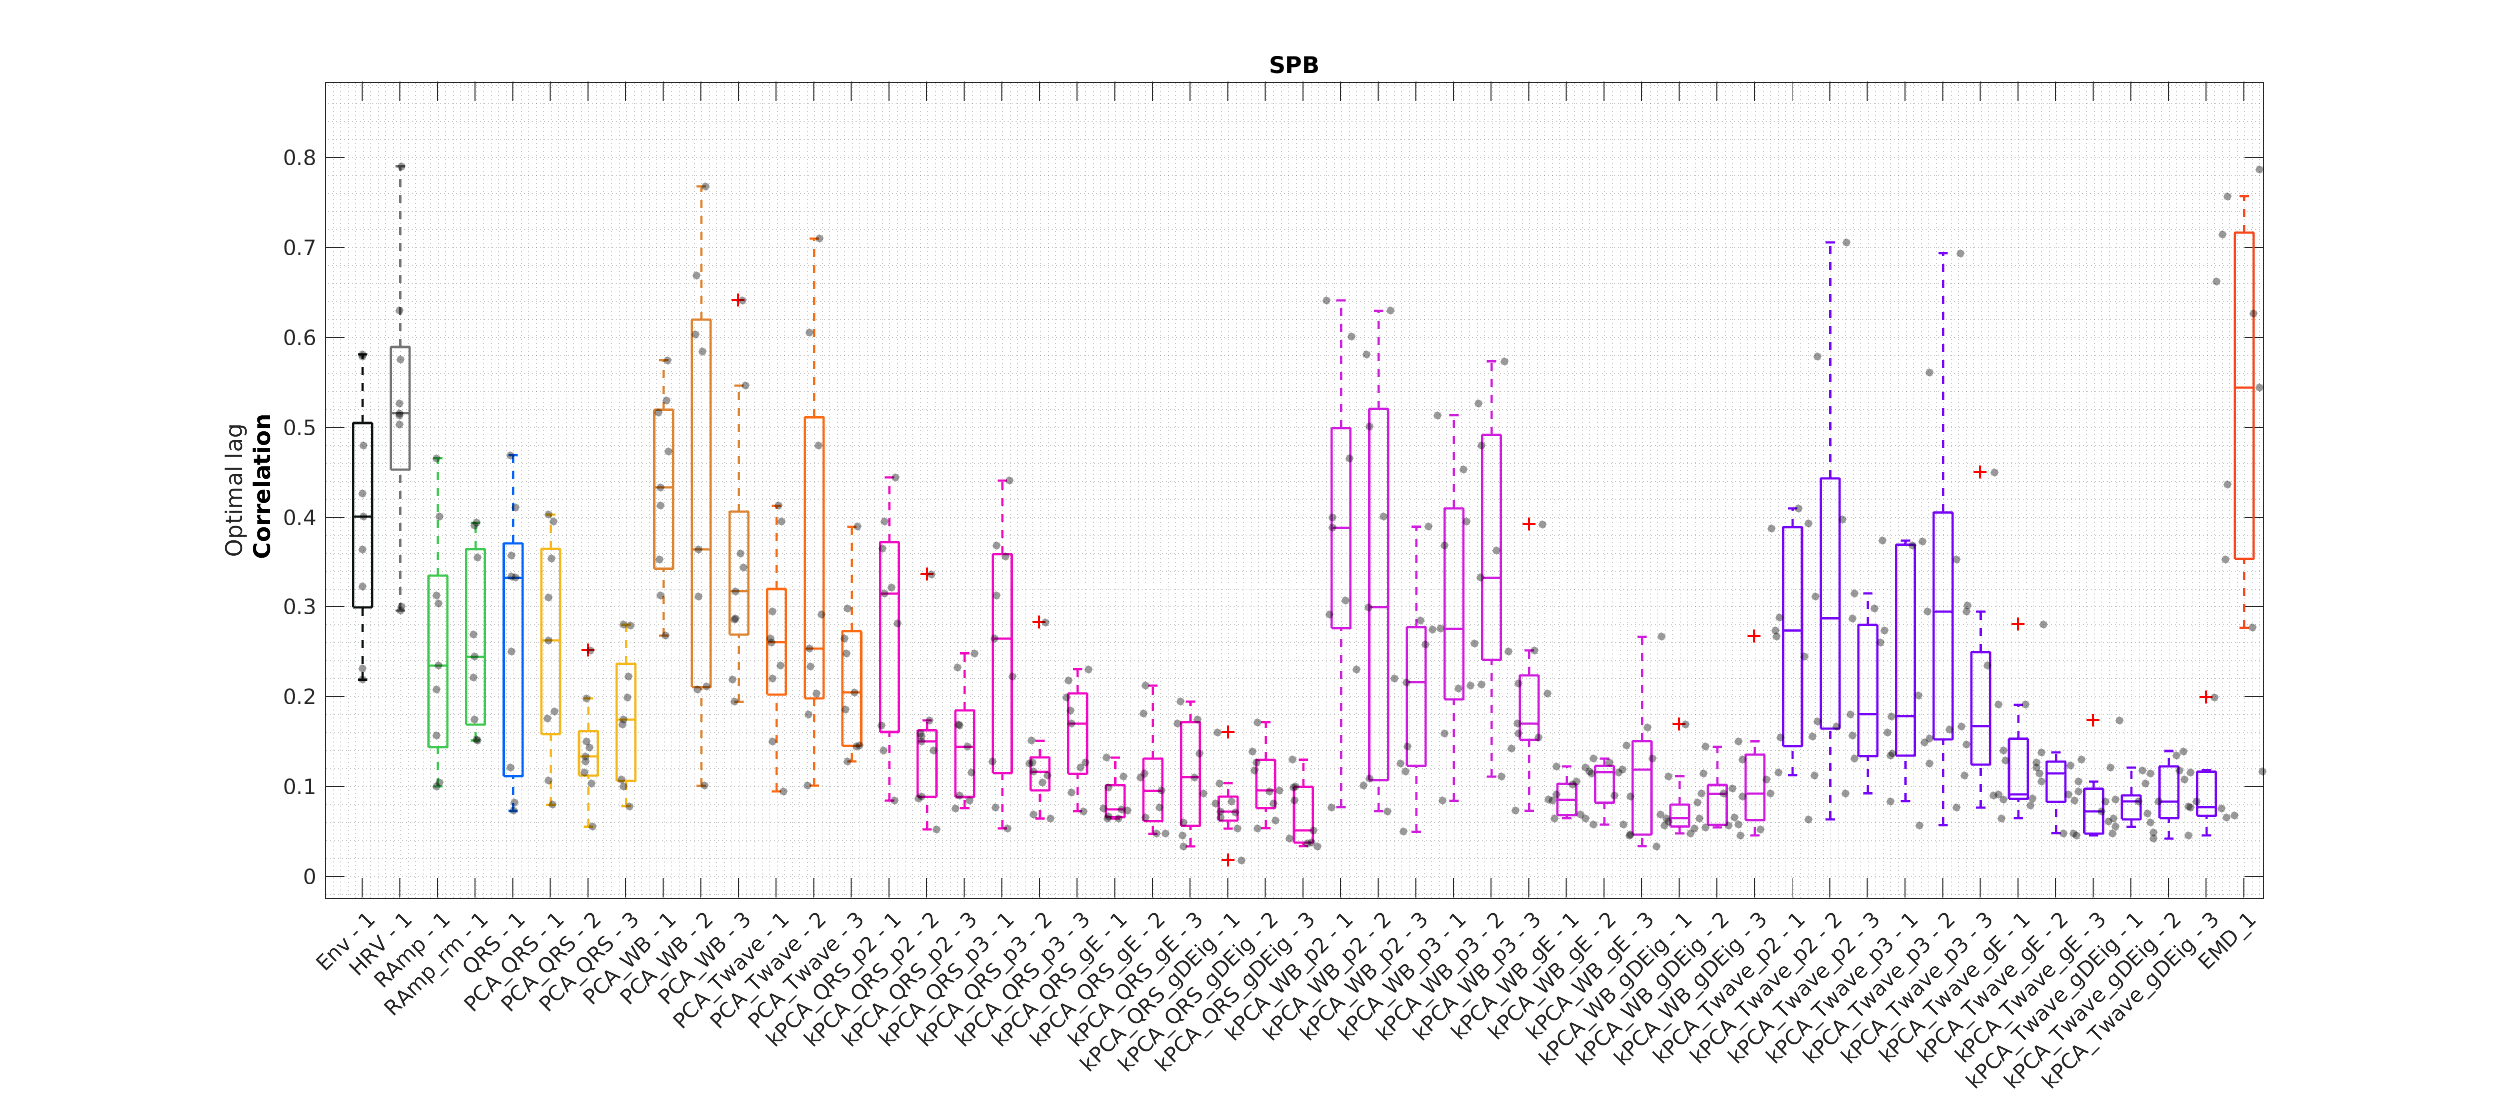 SPB
Optimal lag
Correlation
0.8
0.7
0.6
0.5
0.4
0.3
0.2
0.1
0
Env - 1
HRV - 1
RAmp - 1
RAmp_rm - 1
QRS - 1
PCA_QRS - 1
PCA_QRS - 2
PCA_QRS - 3
PCA_WB - 1
PCA_WB - 2
PCA_WB - 3
PCA_Twave - 1
PCA_Twave - 2
PCA_Twave - 3
kPCA_QRS_p2 - 1
kPCA_QRS_p2 - 2
kPCA_QRS_p2 - 3
kPCA_QRS_p3 - 1
kPCA_QRS_p3 - 2
kPCA_QRS_p3 - 3
kPCA_QRS_gE - 1
kPCA_QRS_gE - 2
kPCA_QRS_gE - 3
kPCA_QRS_gDEig - 1
kPCA_QRS_gDEig - 2
kPCA_QRS_gDEig - 3
kPCA_WB_p2 - 1
kPCA_WB_p2 - 2
kPCA_WB_p2 - 3
kPCA_WB_p3 - 1
kPCA_WB_p3 - 2
kPCA_WB_p3 - 3
kPCA_WB_gE - 1
kPCA_WB_gE - 2
kPCA_WB_gE - 3
kPCA_WB_gDEig - 1
kPCA_WB_gDEig - 2
kPCA_WB_gDEig - 3
kPCA_Twave_p2 - 1
kPCA_Twave_p2 - 2
kPCA_Twave_p2 - 3
kPCA_Twave_p3 - 1
kPCA_Twave_p3 - 2
kPCA_Twave_p3 - 3
kPCA_Twave_gE - 1
kPCA_Twave_gE - 2
kPCA_Twave_gE - 3
kPCA_Twave_gDEig - 1
kPCA_Twave_gDEig - 2
kPCA_Twave_gDEig - 3
EMD_1